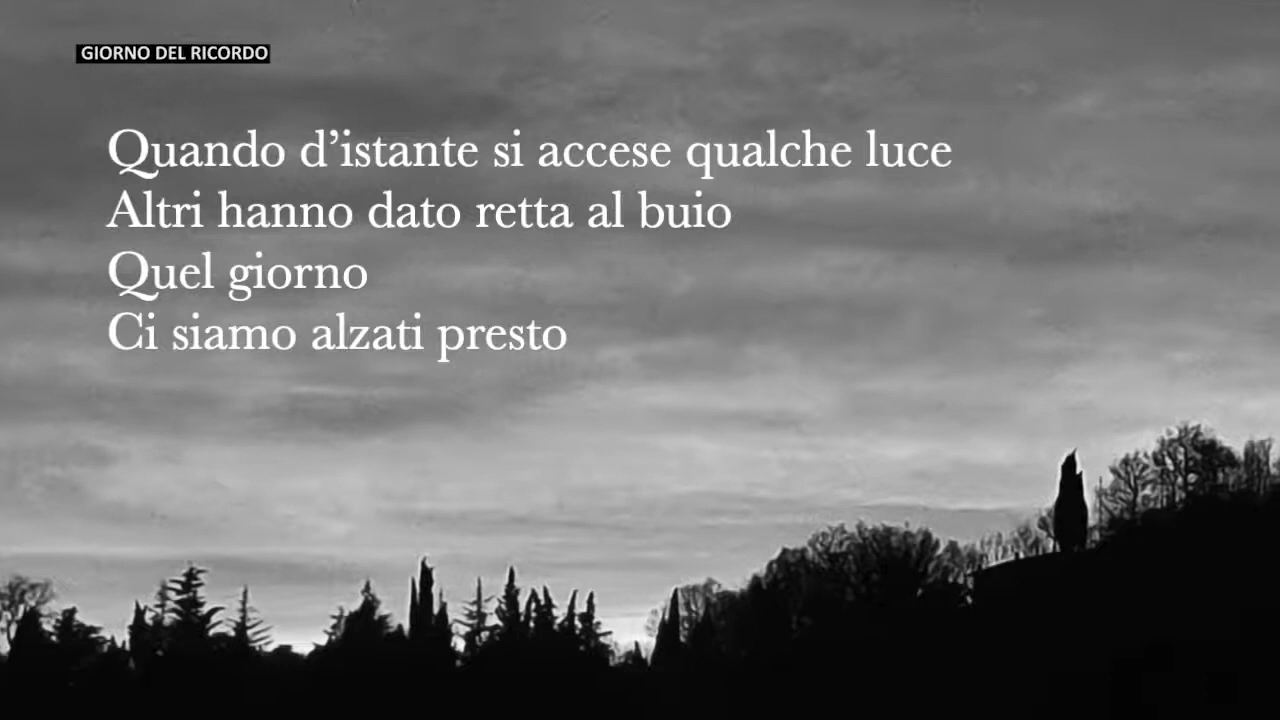 GIORNO DEL RICORDO
Quando d’istante si accese qualche luce
Altri hanno dato retta al buio
Quel giorno
Ci siamo alzati presto